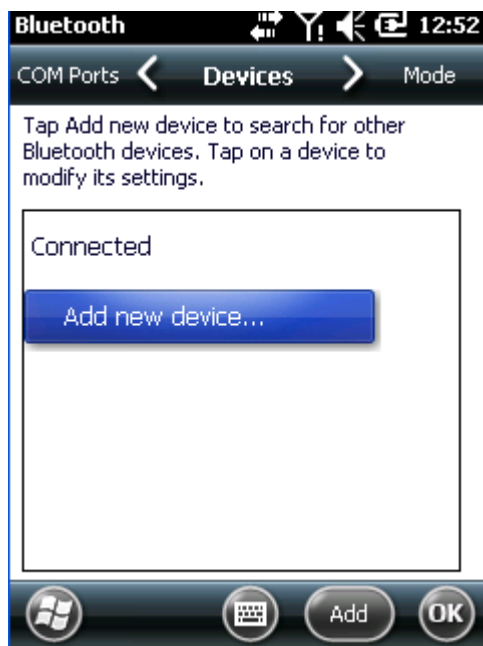 Bluetooth 12:52
COM Ports Devices Mode
Tap Add new device to search for other
Bluetooth devices. Tap on a device to
modify its settings.
Connected
Add new device...
Add OK